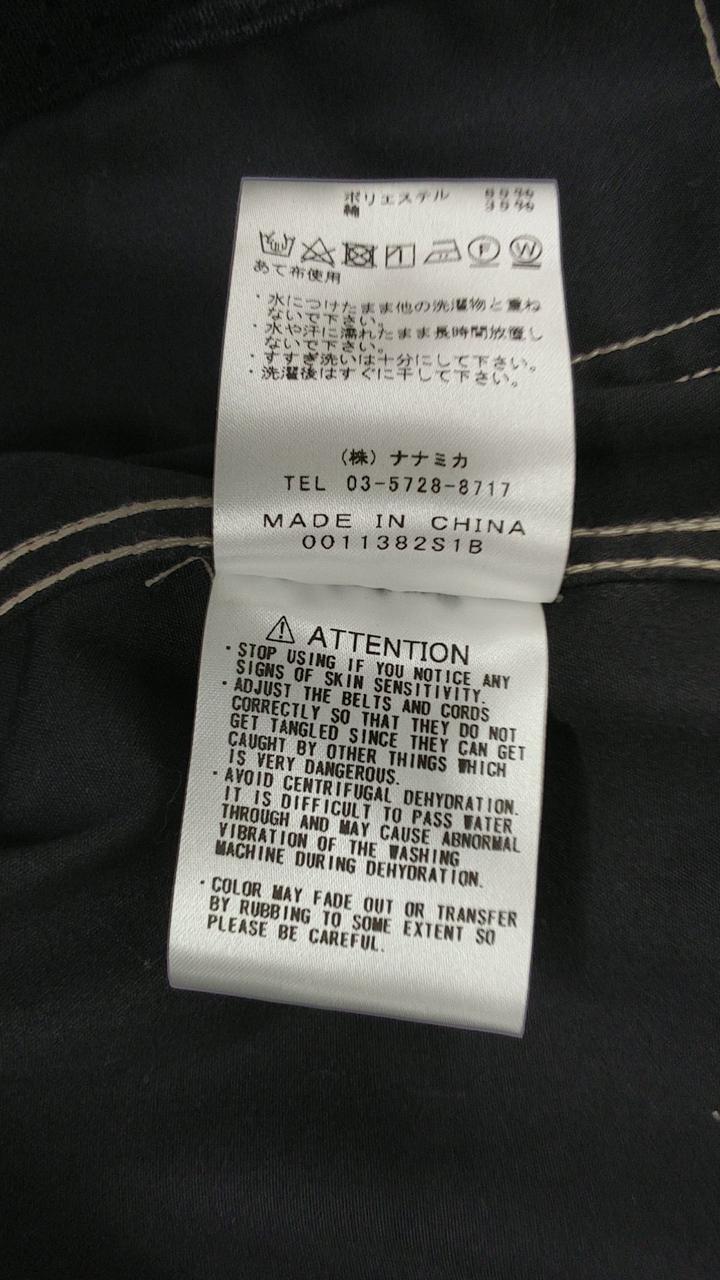 ポリエステル 65%
綿 35%
あて布使用
・水につけたまま他の洗濯物と重ね
ないで下さい。
・水や汗に濡れたまま長時間放置し
ないで下さい。
・すすぎ洗いは十分にして下さい。
・洗濯後はすぐに干して下さい。
(株)ナナミカ
TEL 03-5728-8717
MADE IN CHINA
0011382S1B
ATTENTION
・STOP USING IF YOU NOTICE ANY
SIGNS OF SKIN SENSITIVITY.
・ADJUST THE BELTS AND CORDS
CORRECTLY SO THAT THEY DO NOT
GET TANGLED SINCE THEY CAN GET
CAUGHT BY OTHER THINGS WHICH
IS VERY DANGEROUS.
・AVOID CENTRIFUGAL DEHYDRATION.
IT IS DIFFICULT TO PASS WATER
THROUGH AND MAY CAUSE ABNORMAL
VIBRATION OF THE WASHING
MACHINE DURING DEHYDRATION.
・COLOR MAY FADE OUT OR TRANSFER
BY RUBBING TO SOME EXTENT SO
PLEASE BE CAREFUL.